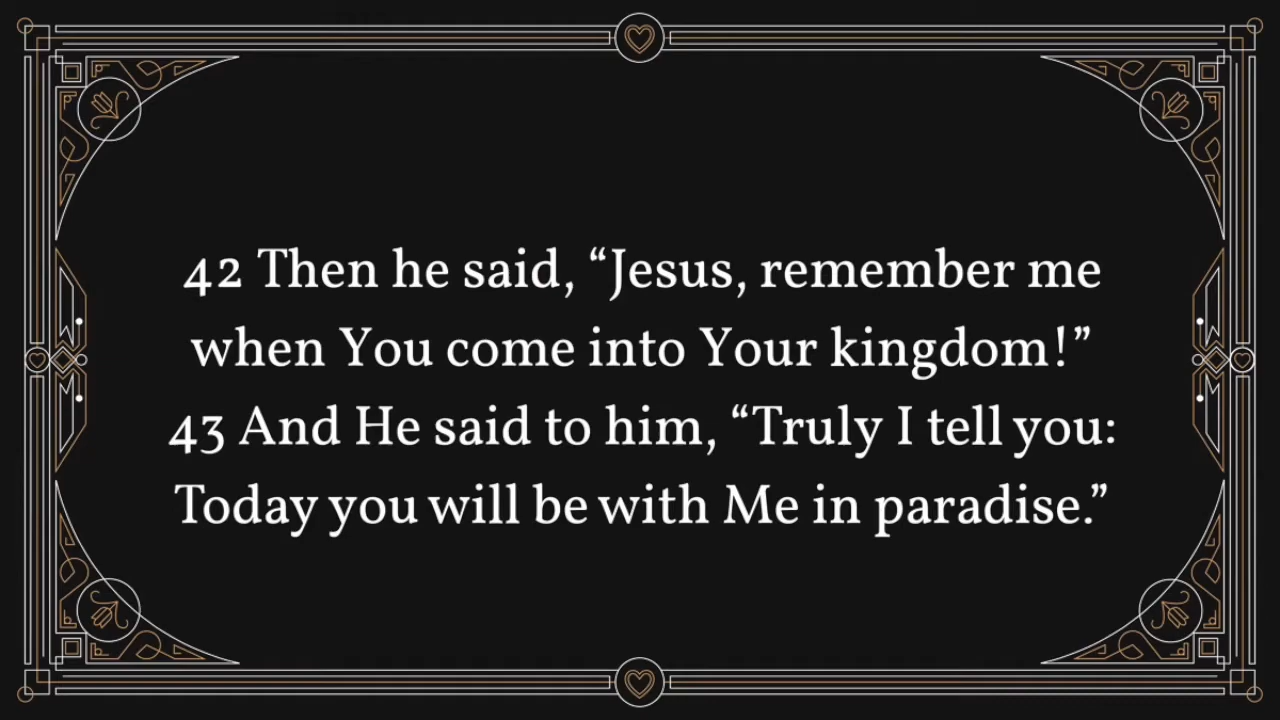 42 Then he said, “Jesus, remember me
when You come into Your kingdom!”
43 And He said to him, “Truly I tell you:
Today you will be with Me in paradise.”